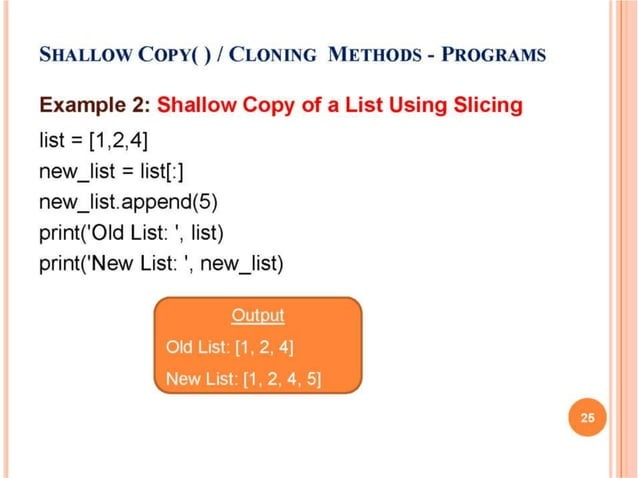 SHALLOW COPY( ) / CLONING METHODS - PROGRAMS
Example 2: Shallow Copy of a List Using Slicing
list = [1,2,4]
new_list = list[:]
new_list.append(5)
print('Old List: ', list)
print('New List: ', new_list)
Output
Old List: [1, 2, 4]
New List: [1, 2, 4, 5]
25